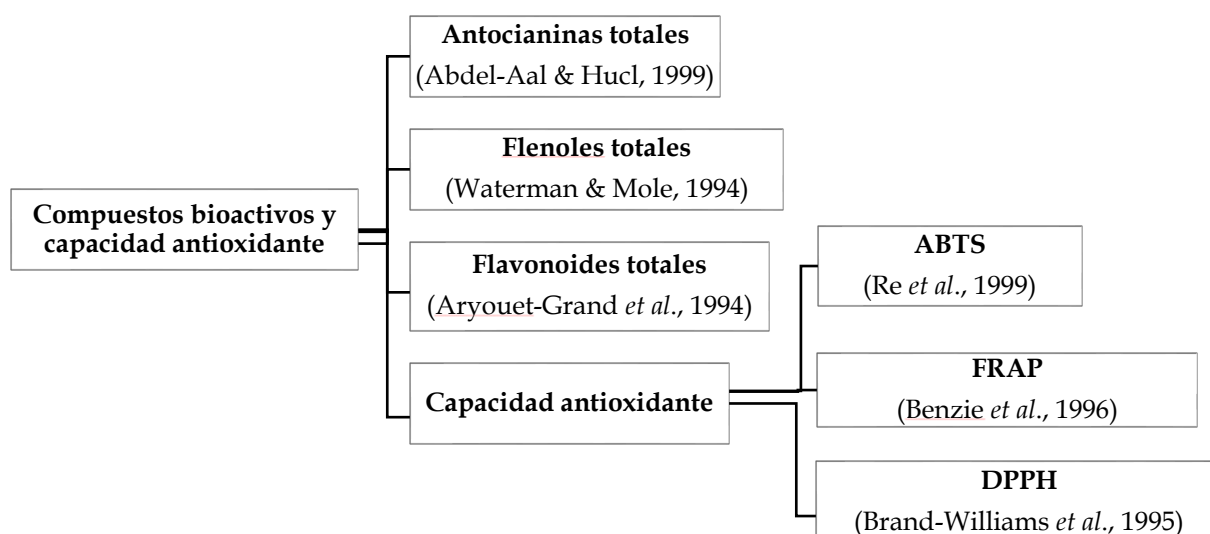 Antocianinas totales
(Abdel-Aal & Hucl, 1999)
Flenoles totales
(Waterman & Mole, 1994)
Compuestos bioactivos y
capacidad antioxidante
Flavonoides totales
(Aryouet-Grand et al., 1994)
Capacidad antioxidante
ABTS
(Re et al., 1999)
FRAP
(Benzie et al., 1996)
DPPH
(Brand-Williams et al., 1995)